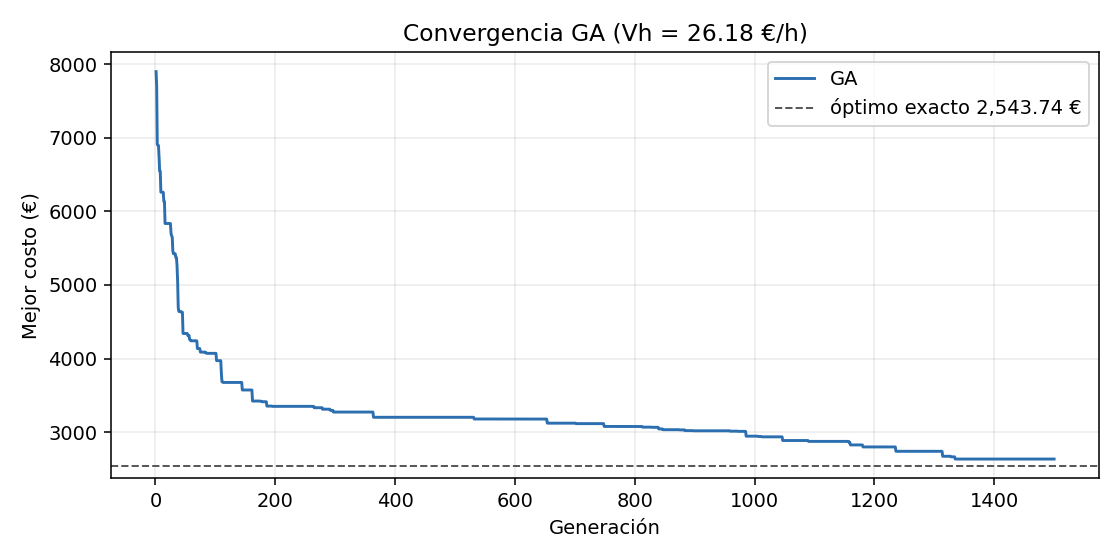 Convergencia GA (Vh = 26.18 €/h)
GA
óptimo exacto 2,543.74 €
Mejor costo (€)
8000
7000
6000
5000
4000
3000
0 200 400 600 800 1000 1200 1400
Generación